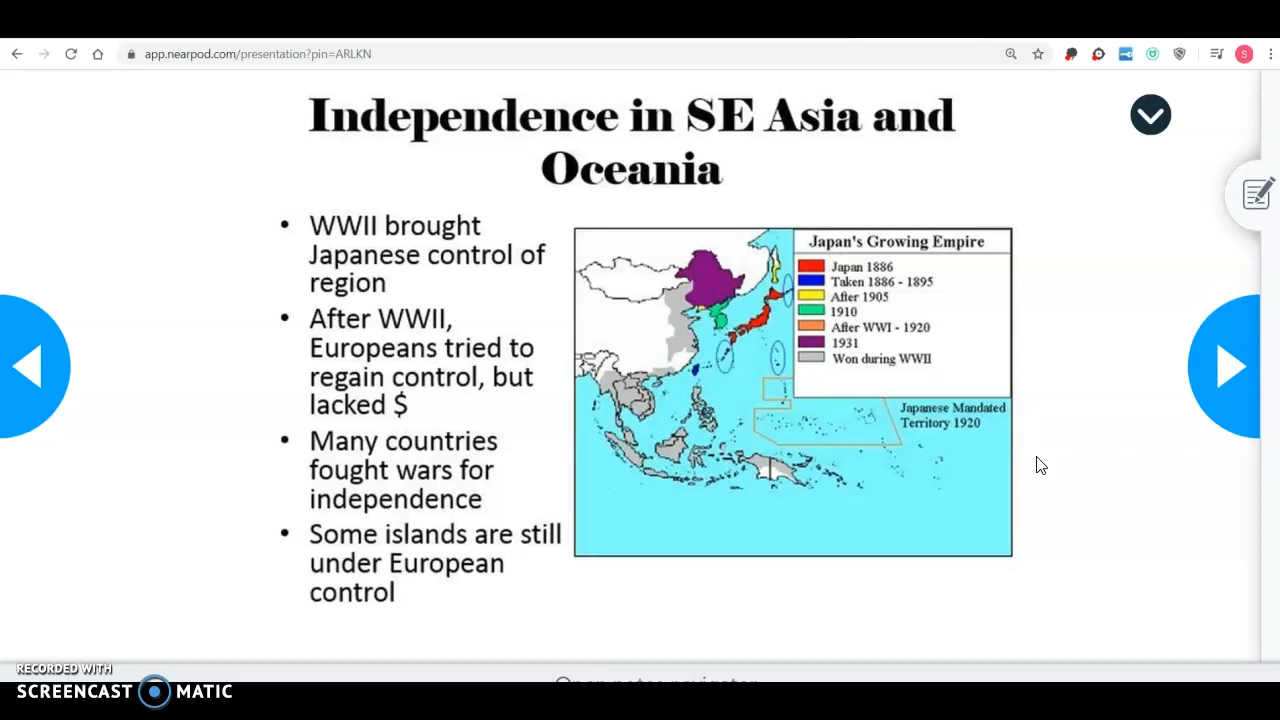 app.nearpod.com/presentation?pin=ARLKN
S
Independence in SE Asia and
Oceania
• WWII brought
Japanese control of
region
• After WWII,
Europeans tried to
regain control, but
lacked $
• Many countries
fought wars for
independence
• Some islands are still
under European
control
Japan's Growing Empire
Japan 1886
Taken 1886 - 1895
After 1905
1910
After WWI - 1920
1931
Won during WWII
Japanese Mandated
Territory 1920
Open notes navigator
RECORDED WITH
SCREENCAST MATIC